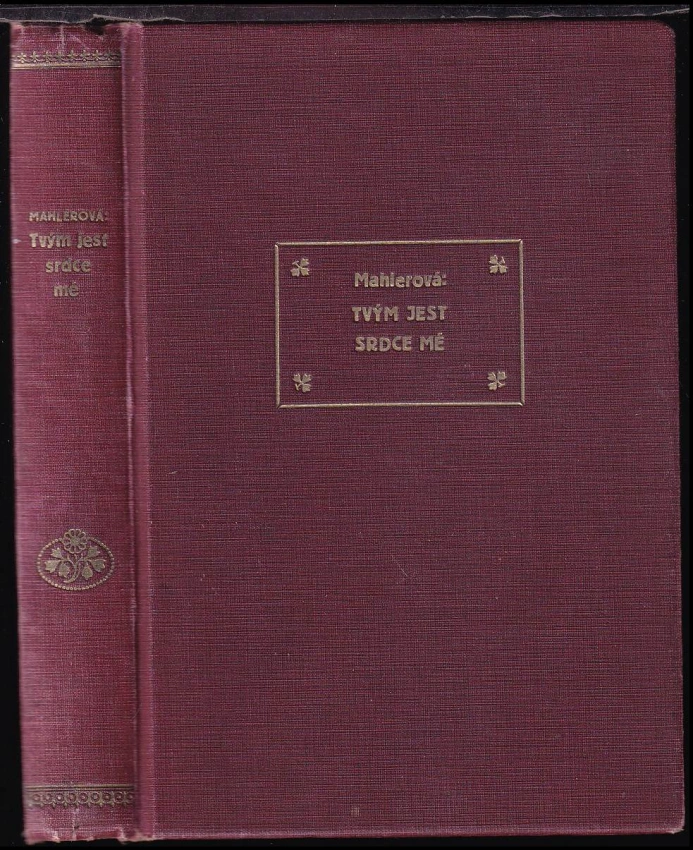 MAHLEROVÁ:
Tvým jest
srdce
mé
Mahlerová:
TVÝM JEST
SRDCE MÉ